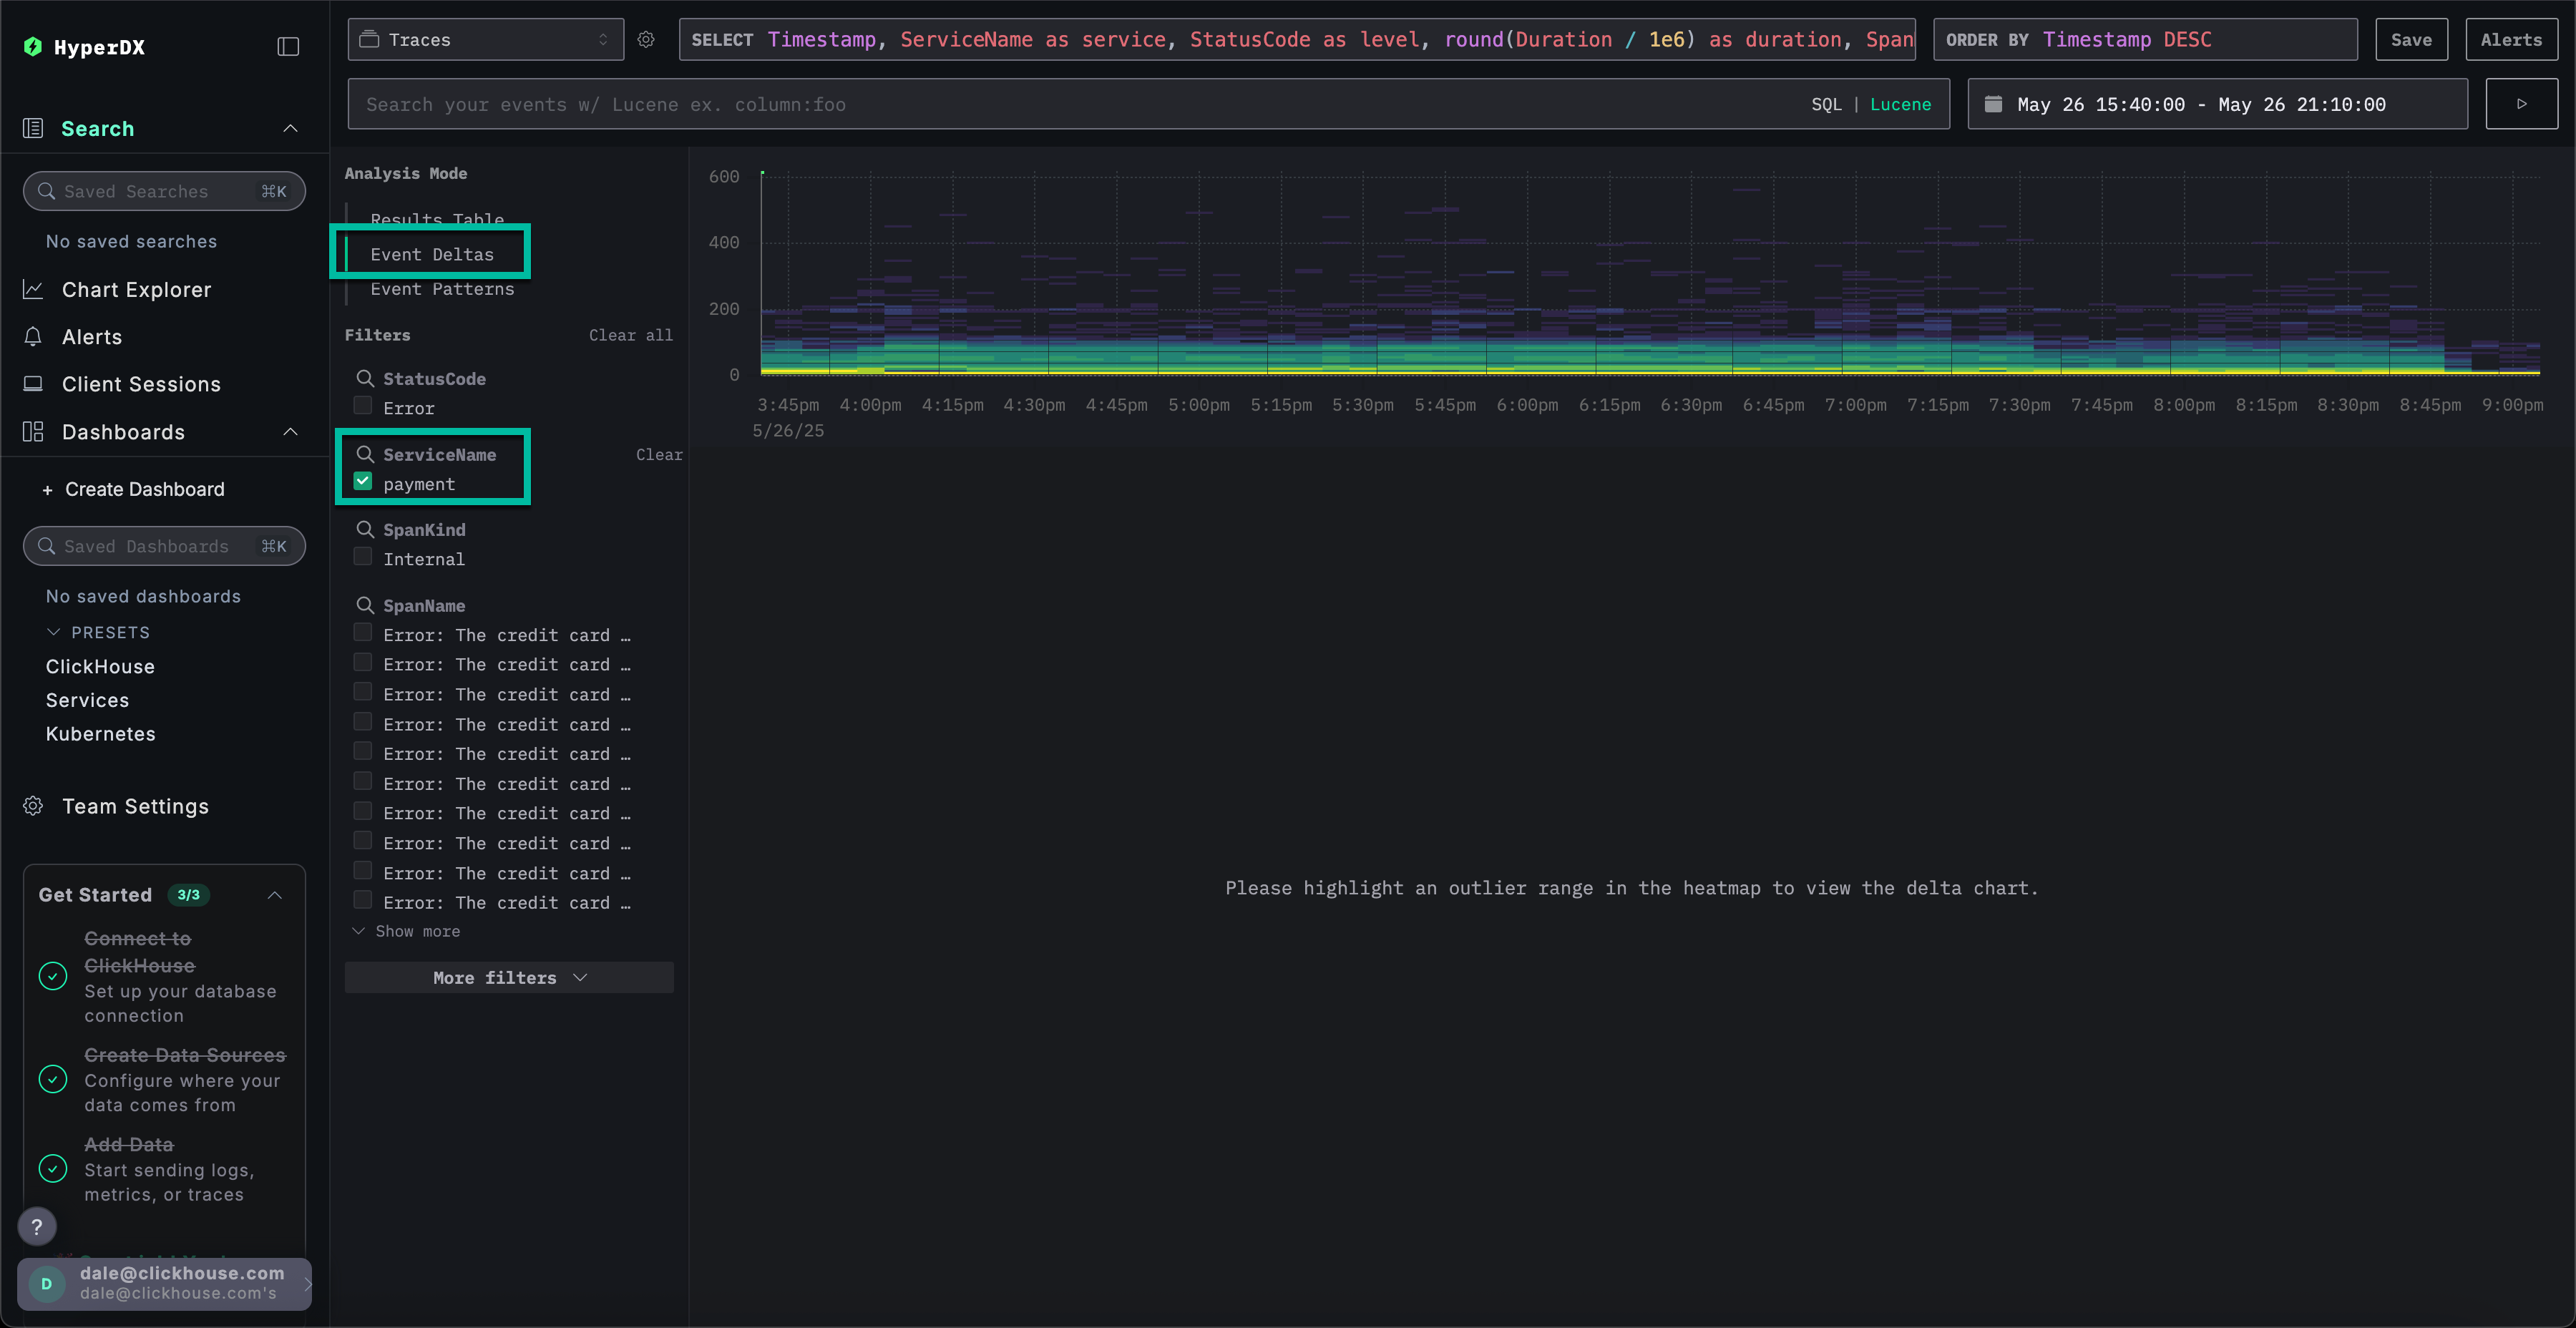 HyperDX
Search
Saved Searches ⌘K
No saved searches
Chart Explorer
Alerts
Client Sessions
Dashboards
+ Create Dashboard
Saved Dashboards ⌘K
No saved dashboards
PRESETS
ClickHouse
Services
Kubernetes
Team Settings
Get Started 3/3
Connect to
ClickHouse
Set up your database
connection
Create Data Sources
Configure where your
data comes from
Add Data
Start sending logs,
metrics, or traces
?
D
dale@clickhouse.com
dale@clickhouse.com's
Traces
SELECT Timestamp, ServiceName as service, StatusCode as level, round(Duration / 1e6) as duration, Span
ORDER BY Timestamp DESC
Save
Alerts
Search your events w/ Lucene ex. column:foo
SQL | Lucene
May 26 15:40:00 - May 26 21:10:00
Analysis Mode
Results Table
Event Deltas
Event Patterns
Filters Clear all
StatusCode
Error
ServiceName Clear
payment
SpanKind
Internal
SpanName
Error: The credit card …
Error: The credit card …
Error: The credit card …
Error: The credit card …
Error: The credit card …
Error: The credit card …
Error: The credit card …
Error: The credit card …
Error: The credit card …
Error: The credit card …
Show more
More filters
600
400
200
0
3:45pm 4:00pm 4:15pm 4:30pm 4:45pm 5:00pm 5:15pm 5:30pm 5:45pm 6:00pm 6:15pm 6:30pm 6:45pm 7:00pm 7:15pm 7:30pm 7:45pm 8:00pm 8:15pm 8:30pm 8:45pm 9:00pm
5/26/25
Please highlight an outlier range in the heatmap to view the delta chart.